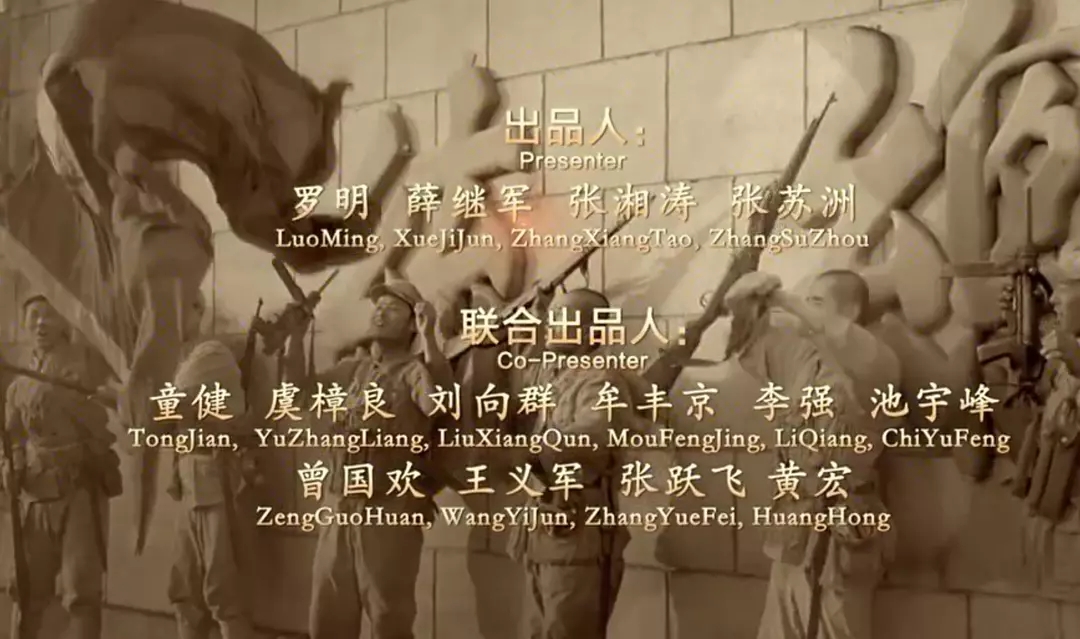 出品人：
Presenter
罗明 薛继军 张湘涛 张苏洲
LuoMing, XueJiJun, ZhangXiangTao, ZhangSuZhou
联合出品人：
Co-Presenter
童健 虞樟良 刘向群 牟丰京 李强 池宇峰
TongJian, YuZhangLiang, LiuXiangQun, MouFengJing, LiQiang, ChiYuFeng
曾国欢 王义军 张跃飞 黄宏
ZengGuoHuan, WangYiJun, ZhangYueFei, HuangHong